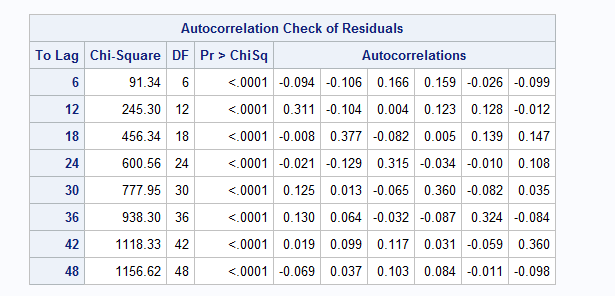 Autocorrelation Check of Residuals
To Lag Chi-Square DF Pr > ChiSq Autocorrelations
6 91.34 6 <.0001 -0.094 -0.106 0.166 0.159 -0.026 -0.099
12 245.30 12 <.0001 0.311 -0.104 0.004 0.123 0.128 -0.012
18 456.34 18 <.0001 -0.008 0.377 -0.082 0.005 0.139 0.147
24 600.56 24 <.0001 -0.021 -0.129 0.315 -0.034 -0.010 0.108
30 777.95 30 <.0001 0.125 0.013 -0.065 0.360 -0.082 0.035
36 938.30 36 <.0001 0.130 0.064 -0.032 -0.087 0.324 -0.084
42 1118.33 42 <.0001 0.019 0.099 0.117 0.031 -0.059 0.360
48 1156.62 48 <.0001 -0.069 0.037 0.103 0.084 -0.011 -0.098